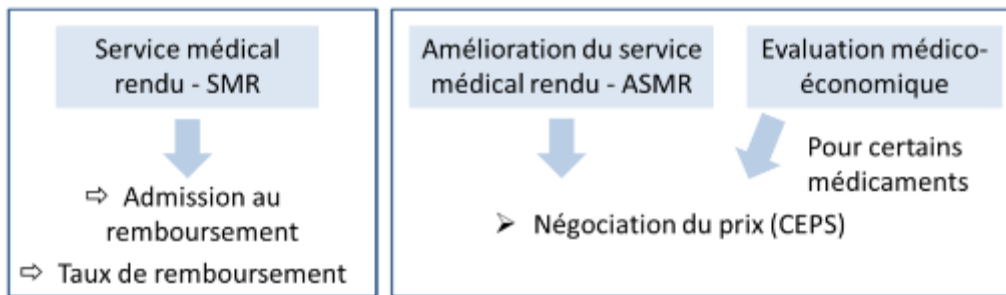 Service médical
rendu - SMR
⇨ Admission au
remboursement
⇨ Taux de remboursement
Amélioration du service
médical rendu - ASMR
Evaluation médico-
économique
Pour certains
médicaments
➢ Négociation du prix (CEPS)